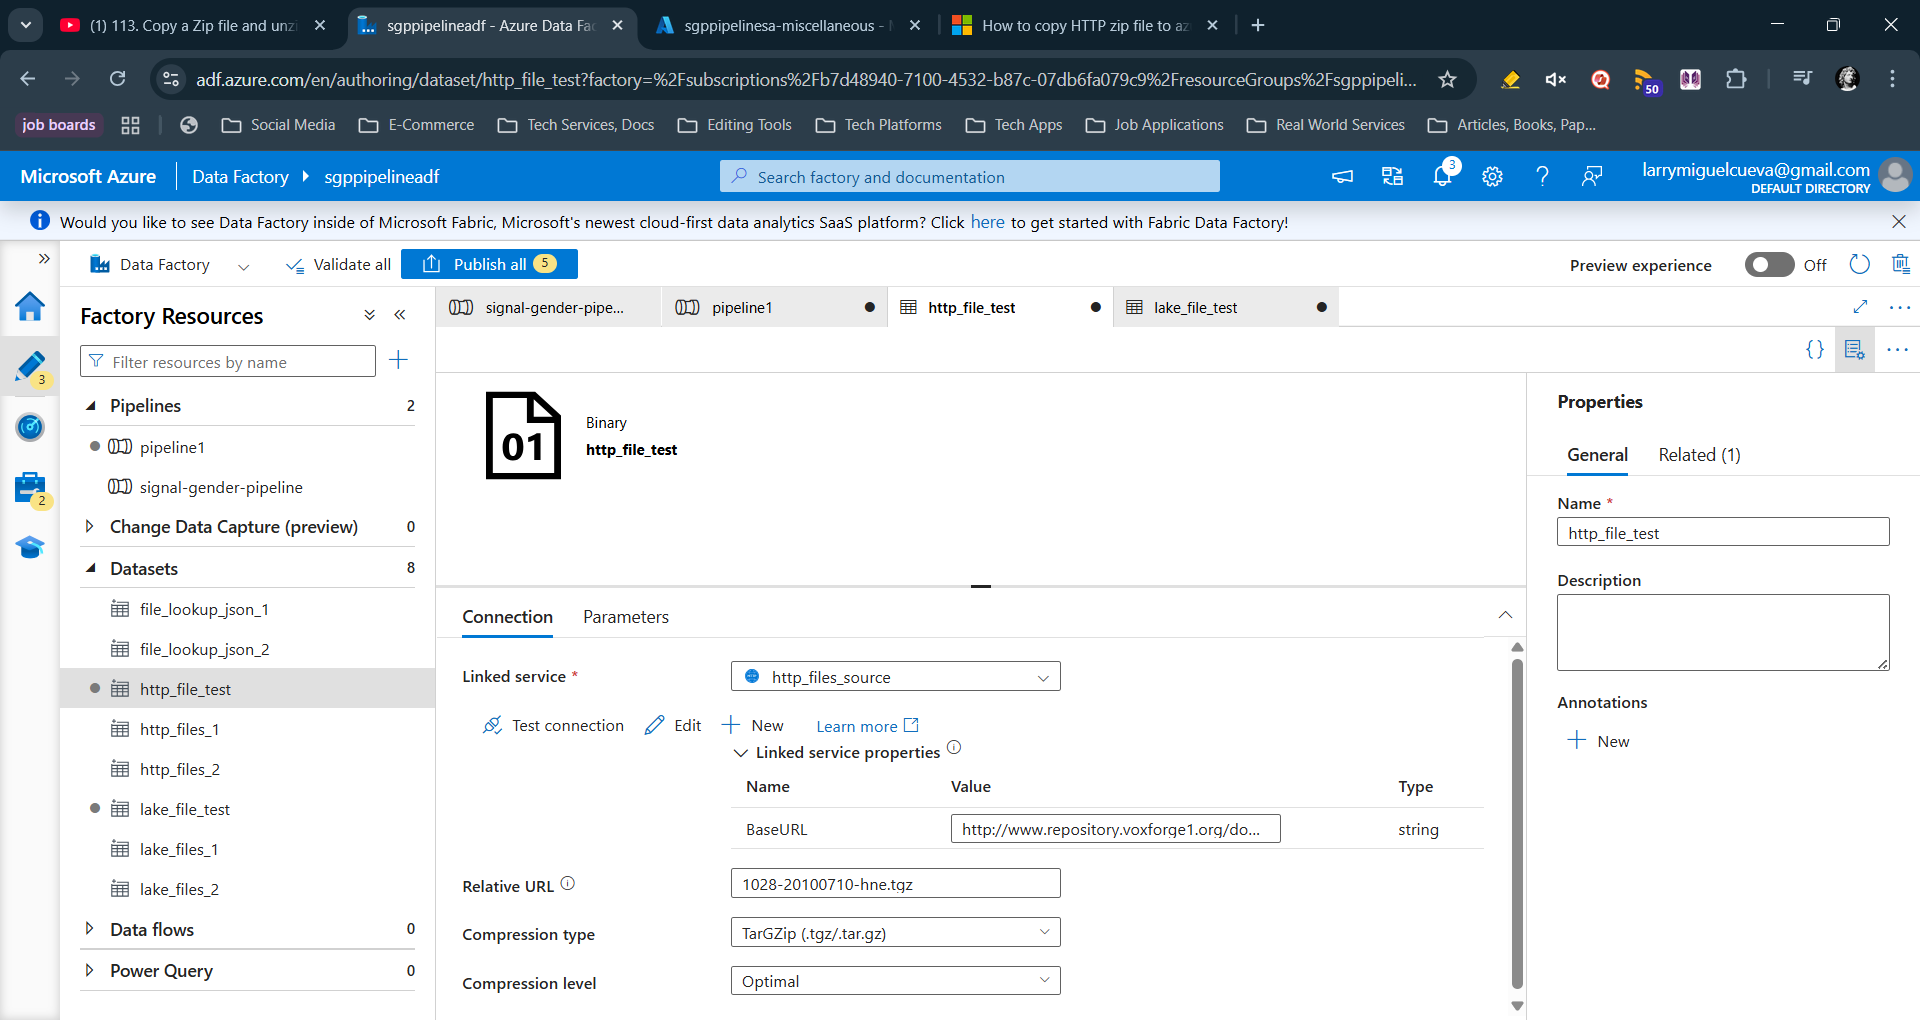 (1) 113. Copy a Zip file and unzi
sgppipelineadf - Azure Data Fac
sgppipelinesa-miscellaneous - M
How to copy HTTP zip file to az
adf.azure.com/en/authoring/dataset/http_file_test?factory=%2Fsubscriptions%2Fb7d48940-7100-4532-b87c-07db6fa079c9%2FresourceGroups%2Fsgppipeli...
50
job boards
Social Media
E-Commerce
Tech Services, Docs
Editing Tools
Tech Platforms
Tech Apps
Job Applications
Real World Services
Articles, Books, Pap...
Microsoft Azure
Data Factory
sgppipelineadf
Search factory and documentation
3
larrymiguelcueva@gmail.com
DEFAULT DIRECTORY
Would you like to see Data Factory inside of Microsoft Fabric, Microsoft's newest cloud-first data analytics SaaS platform? Click here to get started with Fabric Data Factory!
Data Factory
Validate all
Publish all 5
Preview experience
Off
3
2
Factory Resources
Filter resources by name
Pipelines 2
pipeline1
signal-gender-pipeline
Change Data Capture (preview) 0
Datasets 8
file_lookup_json_1
file_lookup_json_2
http_file_test
http_files_1
http_files_2
lake_file_test
lake_files_1
lake_files_2
Data flows 0
Power Query 0
signal-gender-pipe...
pipeline1
http_file_test
lake_file_test
01
Binary
http_file_test
Connection
Parameters
Linked service *
http_files_source
Test connection
Edit
New
Learn more
Linked service properties
Name Value Type
BaseURL http://www.repository.voxforge1.org/do... string
Relative URL
1028-20100710-hne.tgz
Compression type
TarGZip (.tgz/.tar.gz)
Compression level
Optimal
Properties
General
Related (1)
Name *
http_file_test
Description
Annotations
New